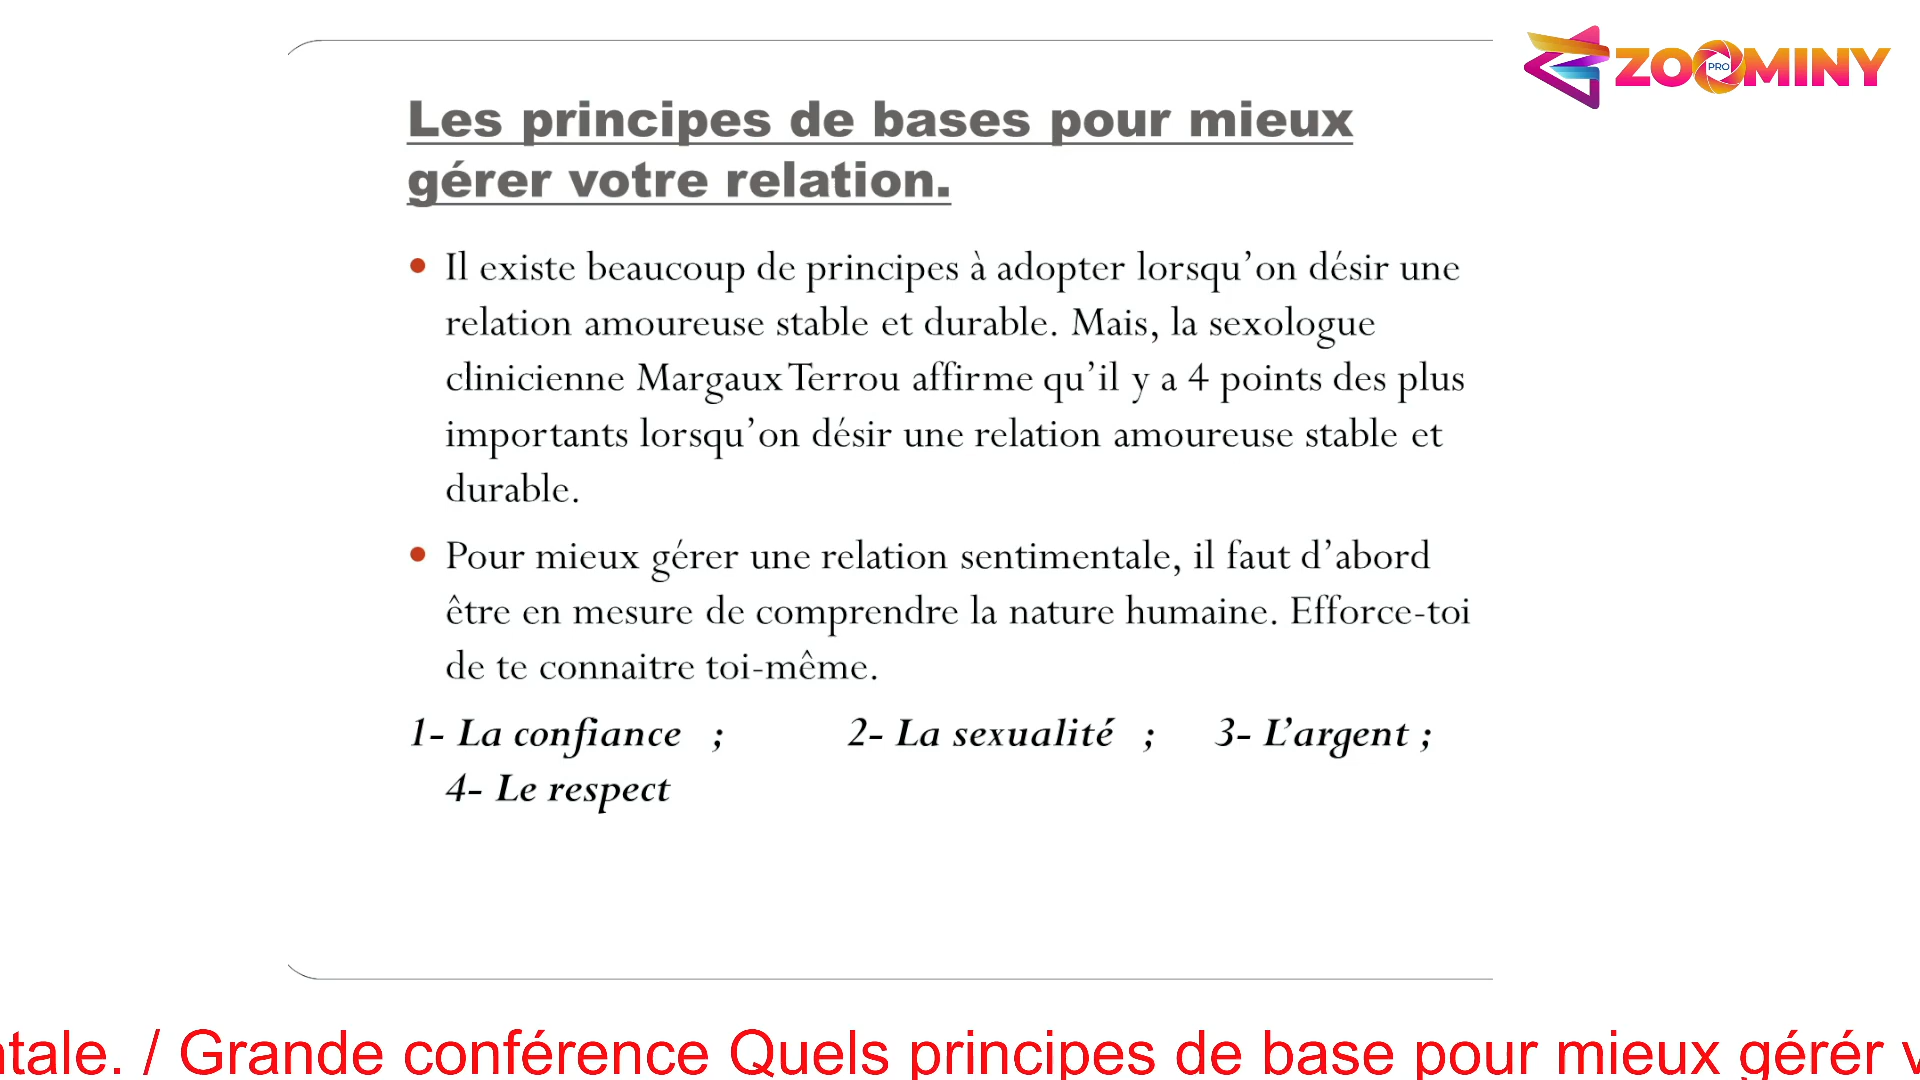 ZOOMINY
PRO
Les principes de bases pour mieux
gérer votre relation.
• Il existe beaucoup de principes à adopter lorsqu’on désir une
relation amoureuse stable et durable. Mais, la sexologue
clinicienne Margaux Terrou affirme qu’il y a 4 points des plus
importants lorsqu’on désir une relation amoureuse stable et
durable.
• Pour mieux gérer une relation sentimentale, il faut d’abord
être en mesure de comprendre la nature humaine. Efforce-toi
de te connaitre toi-même.
1- La confiance ; 2- La sexualité ; 3- L’argent ;
4- Le respect
ntale. / Grande conférence Quels principes de base pour mieux gérér v